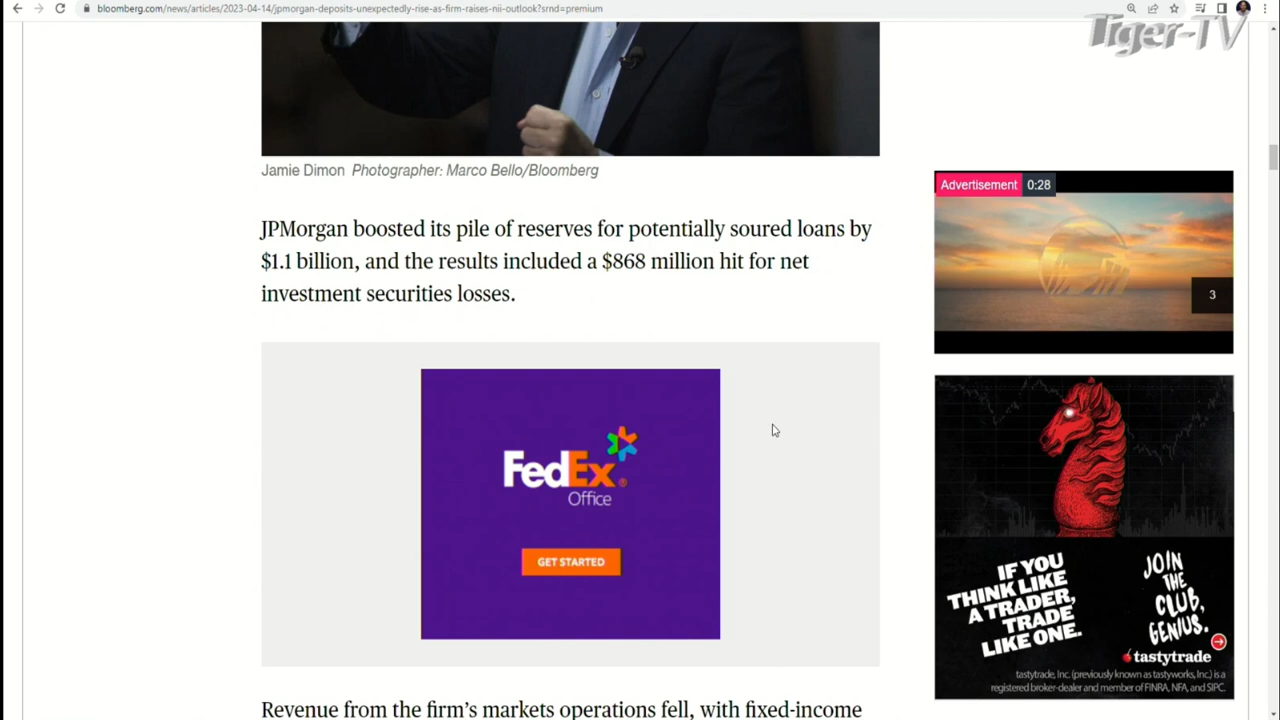 bloomberg.com/news/articles/2023-04-14/jpmorgan-deposits-unexpectedly-rise-as-firm-raises-nii-outlook?srnd=premium
Tiger-TV
Jamie Dimon Photographer: Marco Bello/Bloomberg
JPMorgan boosted its pile of reserves for potentially soured loans by
$1.1 billion, and the results included a $868 million hit for net
investment securities losses.
Advertisement 0:28
3
FedEx®
Office
GET STARTED
IF YOU
THINK LIKE
A TRADER,
TRADE
LIKE ONE.
JOIN
THE
CLUB,
GENIUS.
tastytrade
tastytrade, Inc. (previously known as tastyworks, Inc.) is a
registered broker-dealer and member of FINRA, NFA, and SIPC.
Revenue from the firm's markets operations fell, with fixed-income